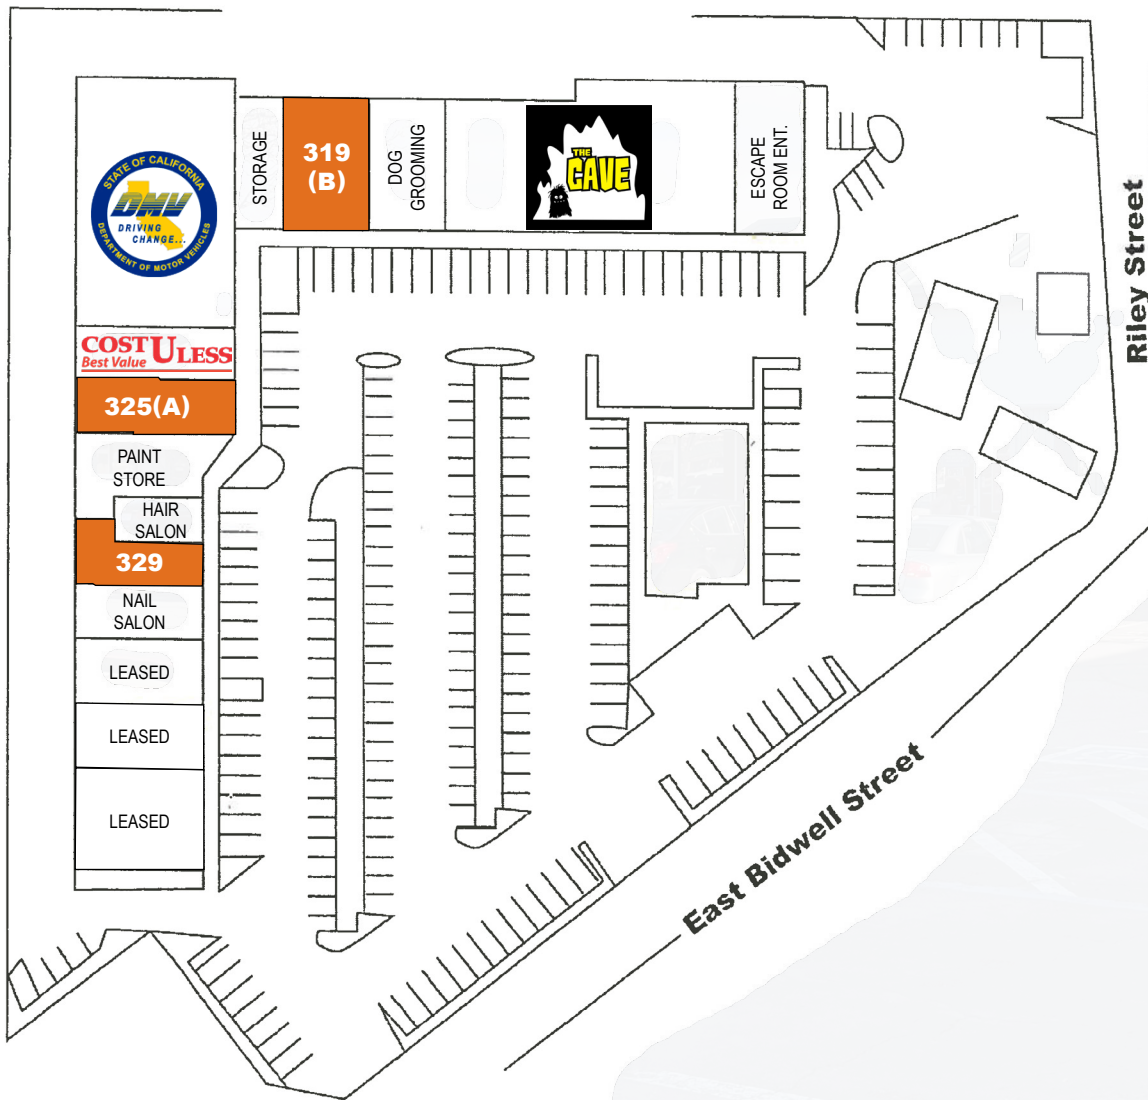 STORAGE
319
(B)
DOG
GROOMING
THE
CAVE
ESCAPE
ROOM ENT.
STATE OF CALIFORNIA
DMV
DRIVING
CHANGE...
DEPARTMENT OF MOTOR VEHICLES
COST U LESS
Best Value
325(A)
PAINT
STORE
HAIR
SALON
329
NAIL
SALON
LEASED
LEASED
LEASED
Riley Street
East Bidwell Street